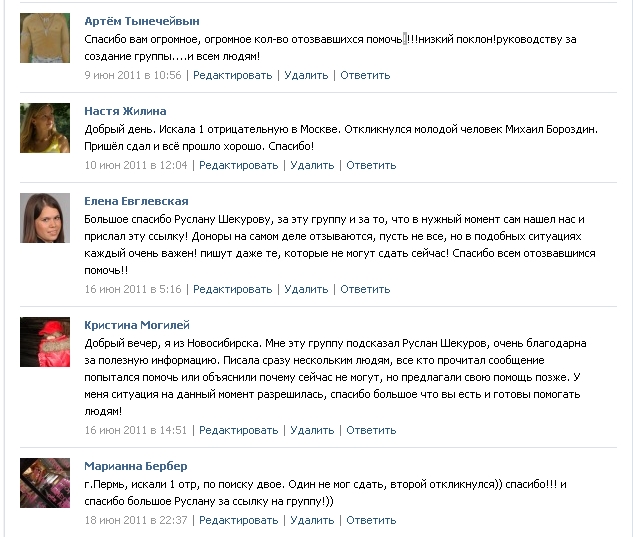 Артём Тынечейвын
Спасибо вам огромное, огромное кол-во отозвавшихся помочь!!!!низкий поклон!руководству за
создание группы....и всем людям!
9 июн 2011 в 10:56 | Редактировать | Удалить | Ответить
Настя Жилина
Добрый день. Искала 1 отрицательную в Москве. Откликнулся молодой человек Михаил Бороздин.
Пришёл сдал и всё прошло хорошо. Спасибо!
10 июн 2011 в 12:04 | Редактировать | Удалить | Ответить
Елена Евглевская
Большое спасибо Руслану Шекурову, за эту группу и за то, что в нужный момент сам нашел нас и
прислал эту ссылку! Доноры на самом деле отзываются, пусть не все, но в подобных ситуациях
каждый очень важен! пишут даже те, которые не могут сдать сейчас! Спасибо всем отозвавшимся
помочь!!
16 июн 2011 в 5:16 | Редактировать | Удалить | Ответить
Кристина Могилей
Добрый вечер, я из Новосибирска. Мне эту группу подсказал Руслан Шекуров, очень благодарна
за полезную информацию. Писала сразу нескольким людям, все кто прочитал сообщение
попытался помочь или объяснили почему сейчас не могут, но предлагали свою помощь позже. У
меня ситуация на данный момент разрешилась, спасибо большое что вы есть и готовы помогать
людям!
16 июн 2011 в 14:51 | Редактировать | Удалить | Ответить
Марианна Бербер
г.Пермь, искали 1 отр, по поиску двое. Один не мог сдать, второй откликнулся)) спасибо!!! и
спасибо большое Руслану за ссылку на группу!))
18 июн 2011 в 22:37 | Редактировать | Удалить | Ответить